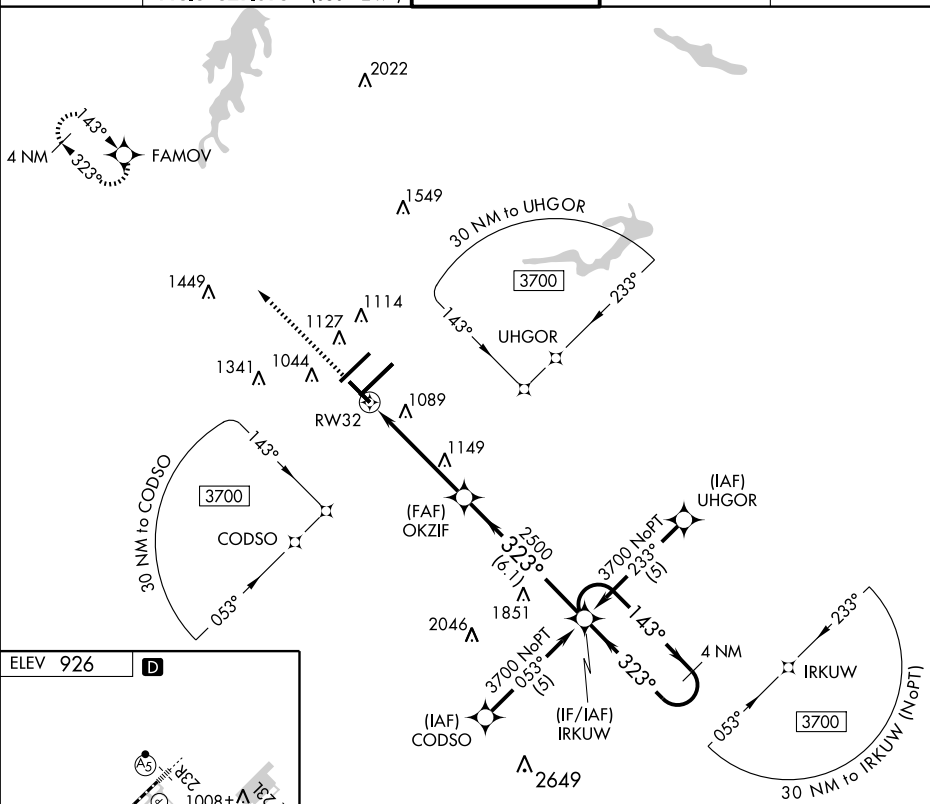 2022
143°
4 NM
FAMOV
323°
1549
30 NM to UHGOR
3700
233°
143°
UHGOR
1449
1114
1127
1341
1044
RW32
1089
1149
143°
3700
30 NM to CODSO
CODSO
053°
(FAF)
OKZIF
(IAF)
UHGOR
2500
323°
(6.1)
3700 NoPT
233°
(5)
1851
2046
143°
323°
4 NM
3700 NoPT
053°
(5)
(IAF)
CODSO
(IF/IAF)
IRKUW
2649
233°
IRKUW
053°
3700
30 NM to IRKUW (NoPT)
ELEV 926
D
A5
23R
1008±
23L